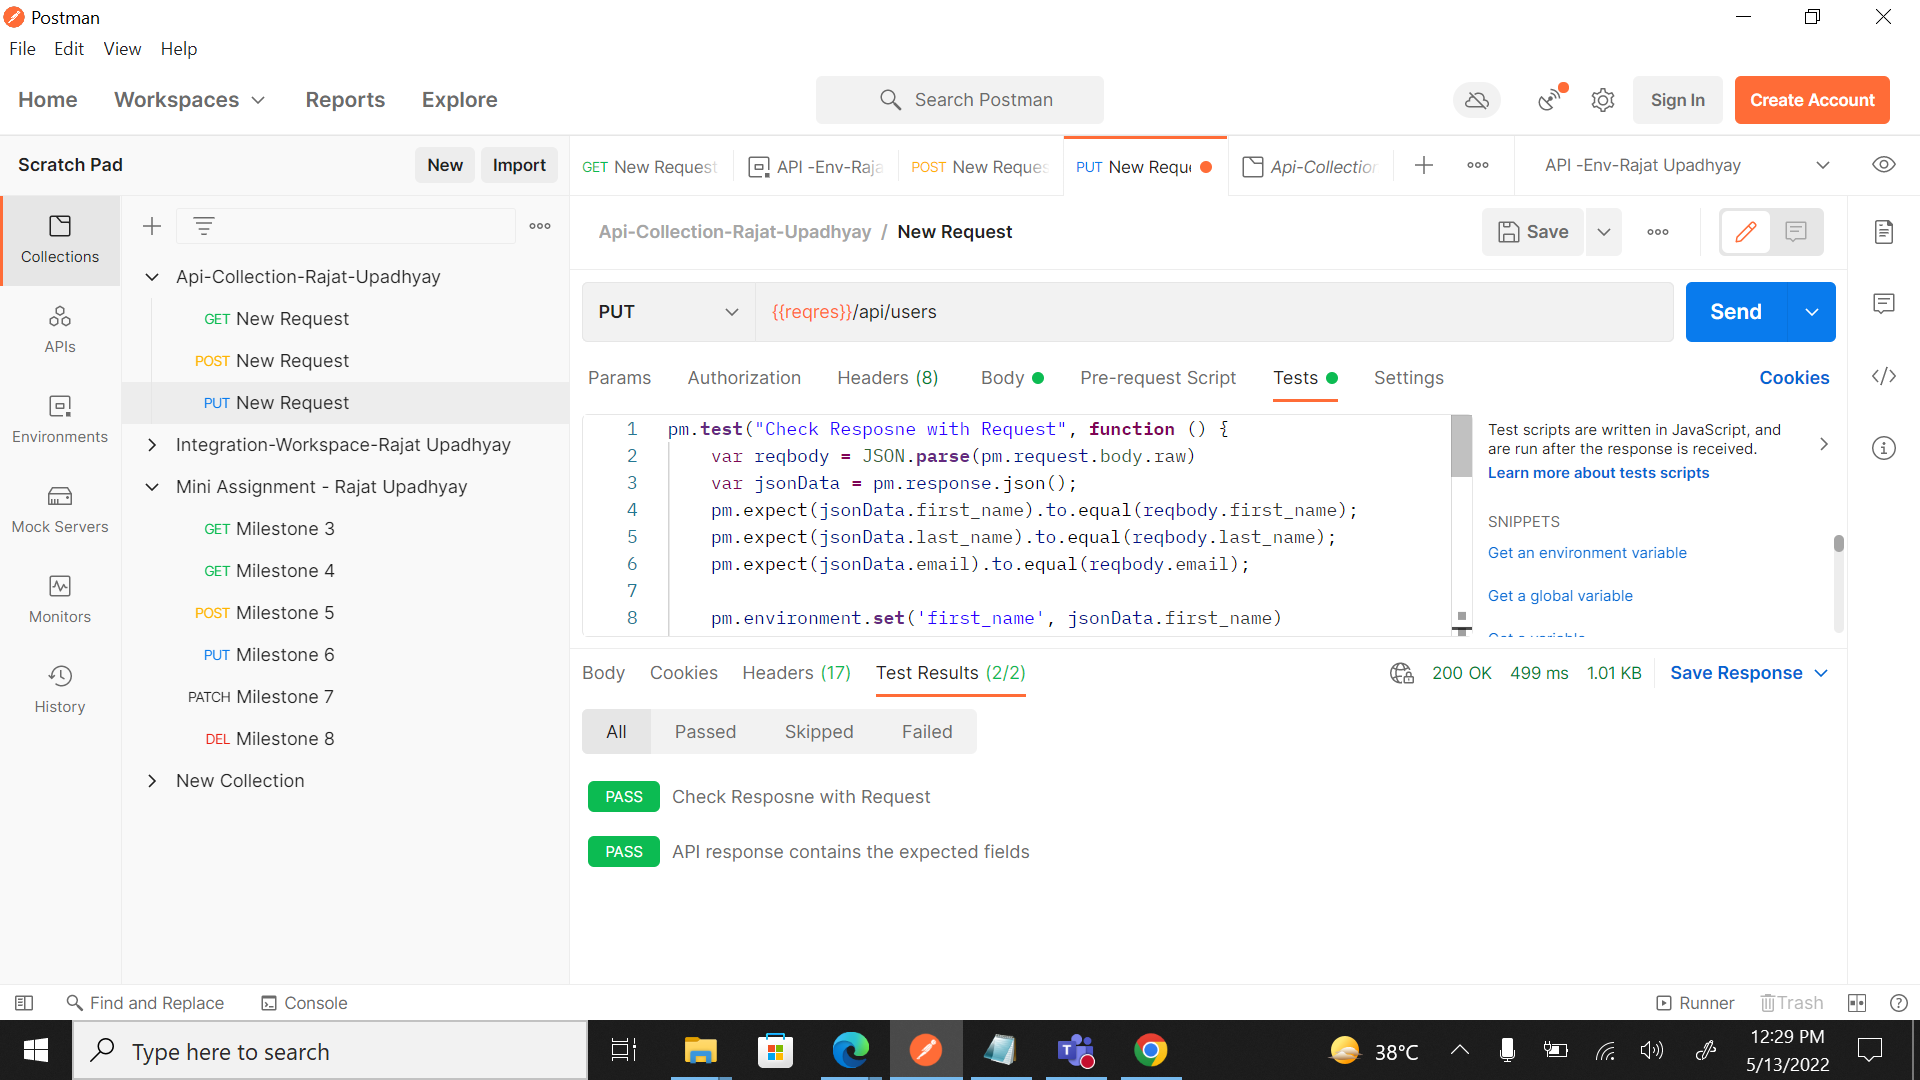 Postman
File Edit View Help
Home Workspaces Reports Explore
Search Postman
Sign In Create Account
Scratch Pad New Import
GET New Request API -Env-Raja POST New Reques PUT New Reque Api-Collection API -Env-Rajat Upadhyay
Api-Collection-Rajat-Upadhyay / New Request
Save
Collections
APIs
Environments
Mock Servers
Monitors
History
Api-Collection-Rajat-Upadhyay
GET New Request
POST New Request
PUT New Request
Integration-Workspace-Rajat Upadhyay
Mini Assignment - Rajat Upadhyay
GET Milestone 3
GET Milestone 4
POST Milestone 5
PUT Milestone 6
PATCH Milestone 7
DEL Milestone 8
New Collection
PUT {{reqres}}/api/users Send
Params Authorization Headers (8) Body Pre-request Script Tests Settings Cookies
1 pm.test("Check Resposne with Request", function () {
2 var reqbody = JSON.parse(pm.request.body.raw)
3 var jsonData = pm.response.json();
4 pm.expect(jsonData.first_name).to.equal(reqbody.first_name);
5 pm.expect(jsonData.last_name).to.equal(reqbody.last_name);
6 pm.expect(jsonData.email).to.equal(reqbody.email);
7
8 pm.environment.set('first_name', jsonData.first_name)
Test scripts are written in JavaScript, and
are run after the response is received.
Learn more about tests scripts
SNIPPETS
Get an environment variable
Get a global variable
Body Cookies Headers (17) Test Results (2/2) 200 OK 499 ms 1.01 KB Save Response
All Passed Skipped Failed
PASS Check Resposne with Request
PASS API response contains the expected fields
Find and Replace Console Runner Trash
Type here to search
38°C
12:29 PM
5/13/2022